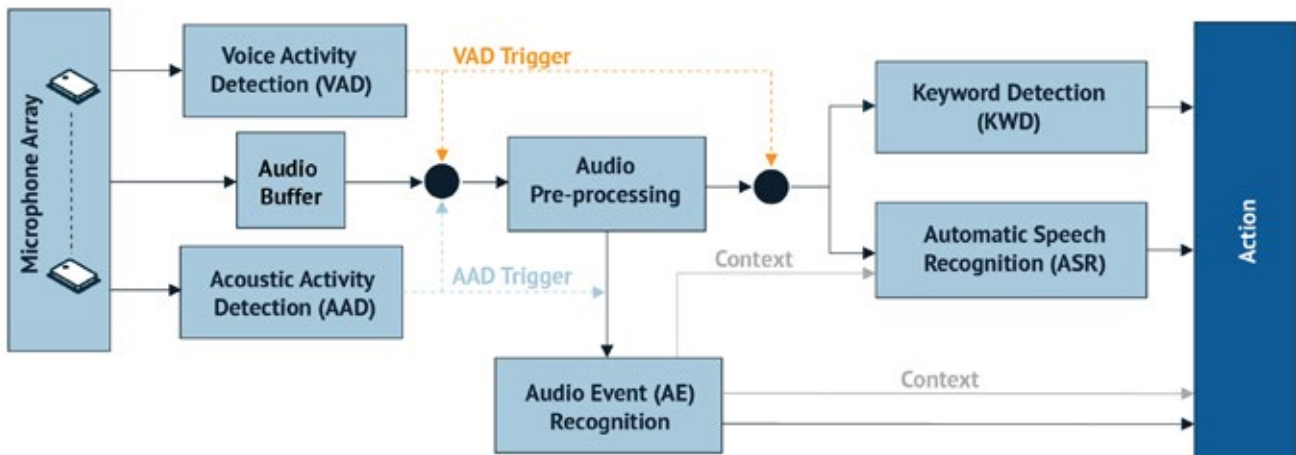 Microphone Array
Voice Activity
Detection (VAD)
VAD Trigger
Audio
Buffer
Audio
Pre-processing
Keyword Detection
(KWD)
Acoustic Activity
Detection (AAD)
AAD Trigger
Context
Automatic Speech
Recognition (ASR)
Audio Event (AE)
Recognition
Context
Action